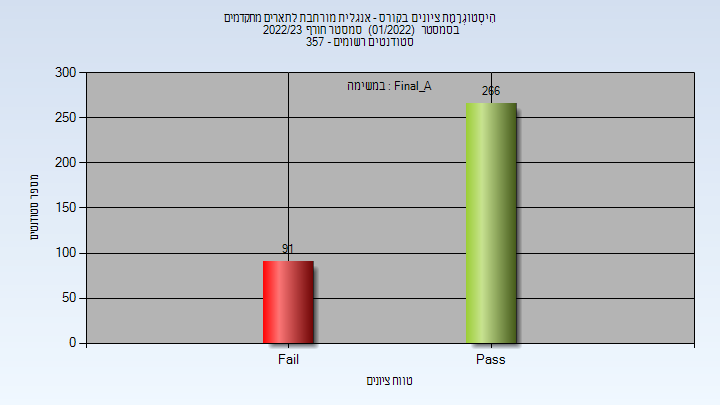 היסטוגרמת ציונים בקורס - אנגלית מורחבת לתארים מתקדמים
בסמסטר (01/2022) סמסטר חורף 2022/23
סטודנטים רשומים - 357
במשימה : Final_A
300
250
200
150
100
50
0
מספר סטודנטים
91
266
Fail
Pass
טווח ציונים